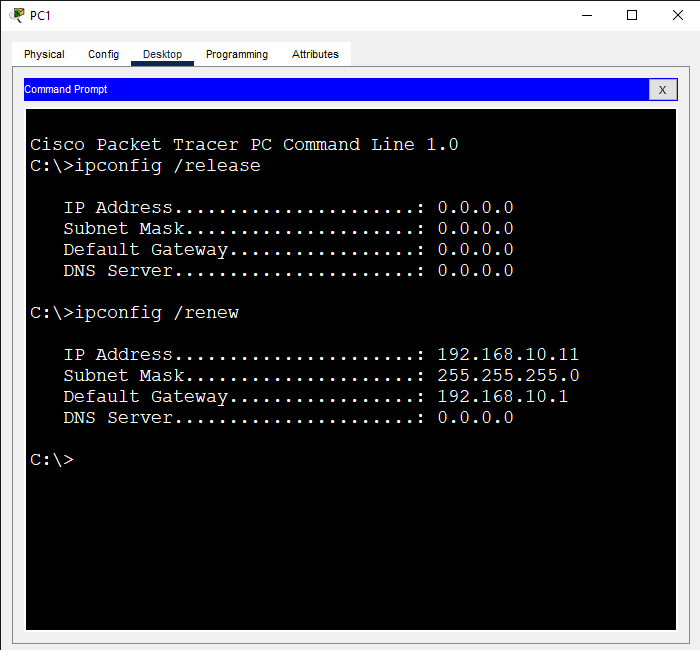 PC1
Physical Config Desktop Programming Attributes
Command Prompt X
Cisco Packet Tracer PC Command Line 1.0
C:\>ipconfig /release
IP Address......................: 0.0.0.0
Subnet Mask.....................: 0.0.0.0
Default Gateway.................: 0.0.0.0
DNS Server......................: 0.0.0.0
C:\>ipconfig /renew
IP Address......................: 192.168.10.11
Subnet Mask.....................: 255.255.255.0
Default Gateway.................: 192.168.10.1
DNS Server......................: 0.0.0.0
C:\>